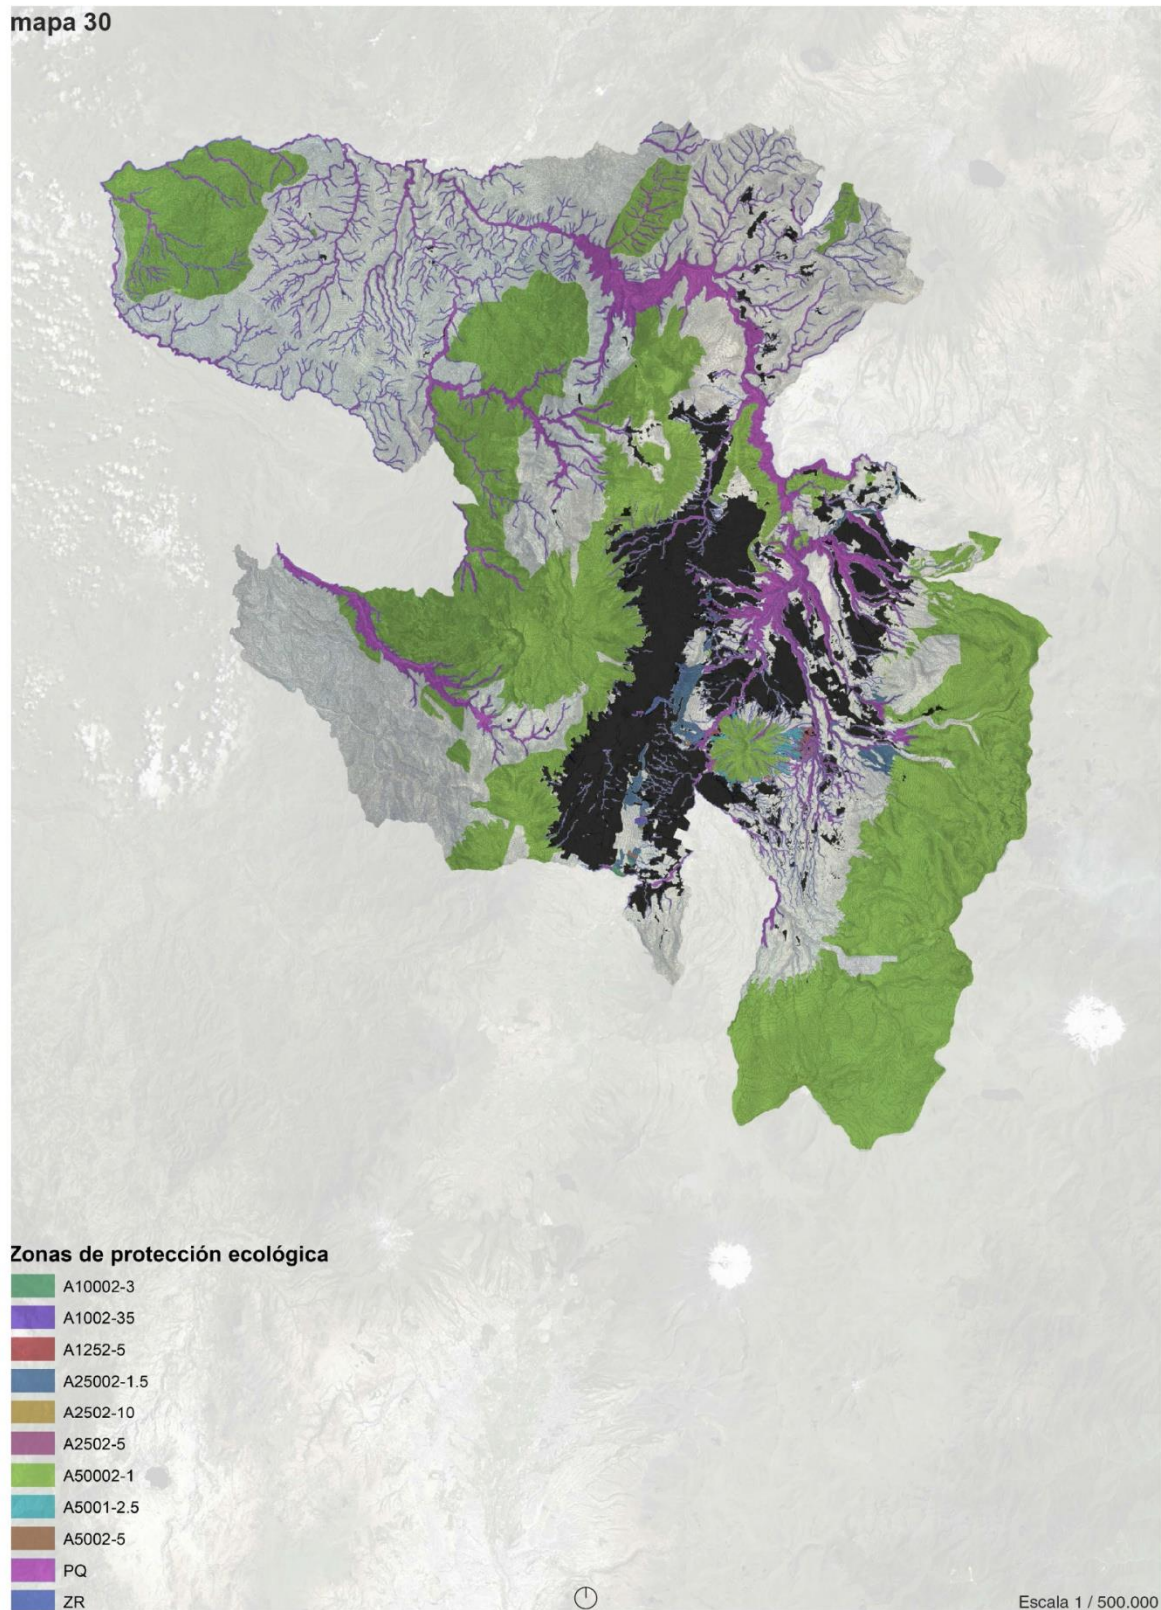 mapa 30
Zonas de protección ecológica
A10002-3
A1002-35
A1252-5
A25002-1.5
A2502-10
A2502-5
A50002-1
A5001-2.5
A5002-5
PQ
ZR
Escala 1 / 500.000